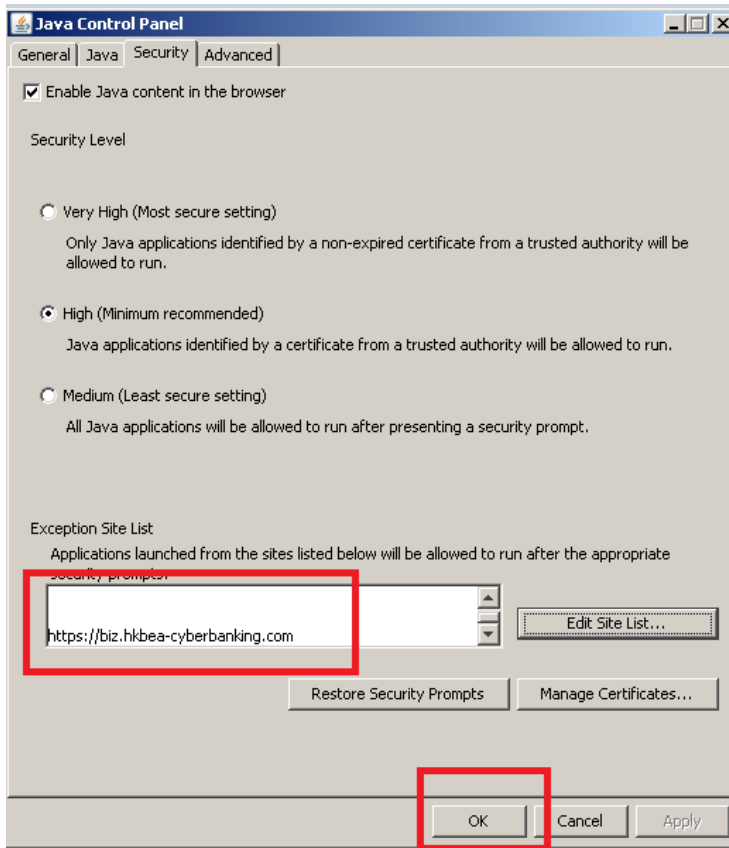 Java Control Panel
General Java Security Advanced
Enable Java content in the browser
Security Level
Very High (Most secure setting)
Only Java applications identified by a non-expired certificate from a trusted authority will be
allowed to run.
High (Minimum recommended)
Java applications identified by a certificate from a trusted authority will be allowed to run.
Medium (Least secure setting)
All Java applications will be allowed to run after presenting a security prompt.
Exception Site List
Applications launched from the sites listed below will be allowed to run after the appropriate
security prompts.
https://biz.hkbea-cyberbanking.com
Edit Site List...
Restore Security Prompts Manage Certificates...
OK Cancel Apply